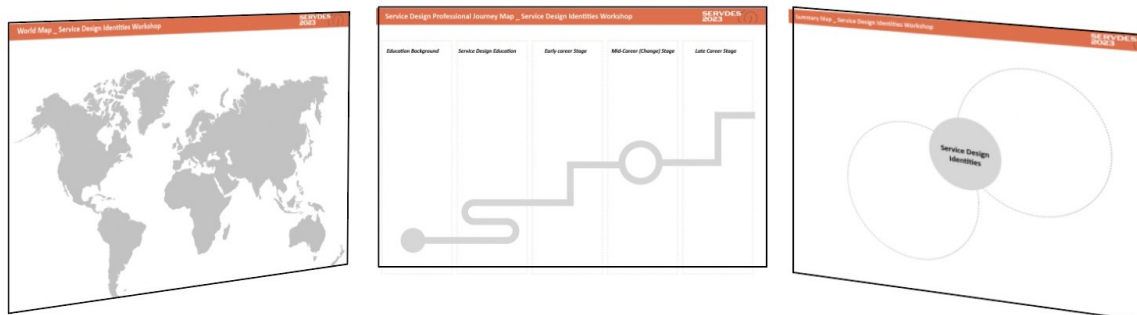 World Map _ Service Design Identities Workshop
SERVDES
2023
Service Design Professional Journey Map _ Service Design Identities Workshop
SERVDES
2023
Education Background
Service Design Education
Early career Stage
Mid-Career (Change) Stage
Late Career Stage
Summary Map _ Service Design Identities Workshop
SERVDES
2023
Service Design
Identities